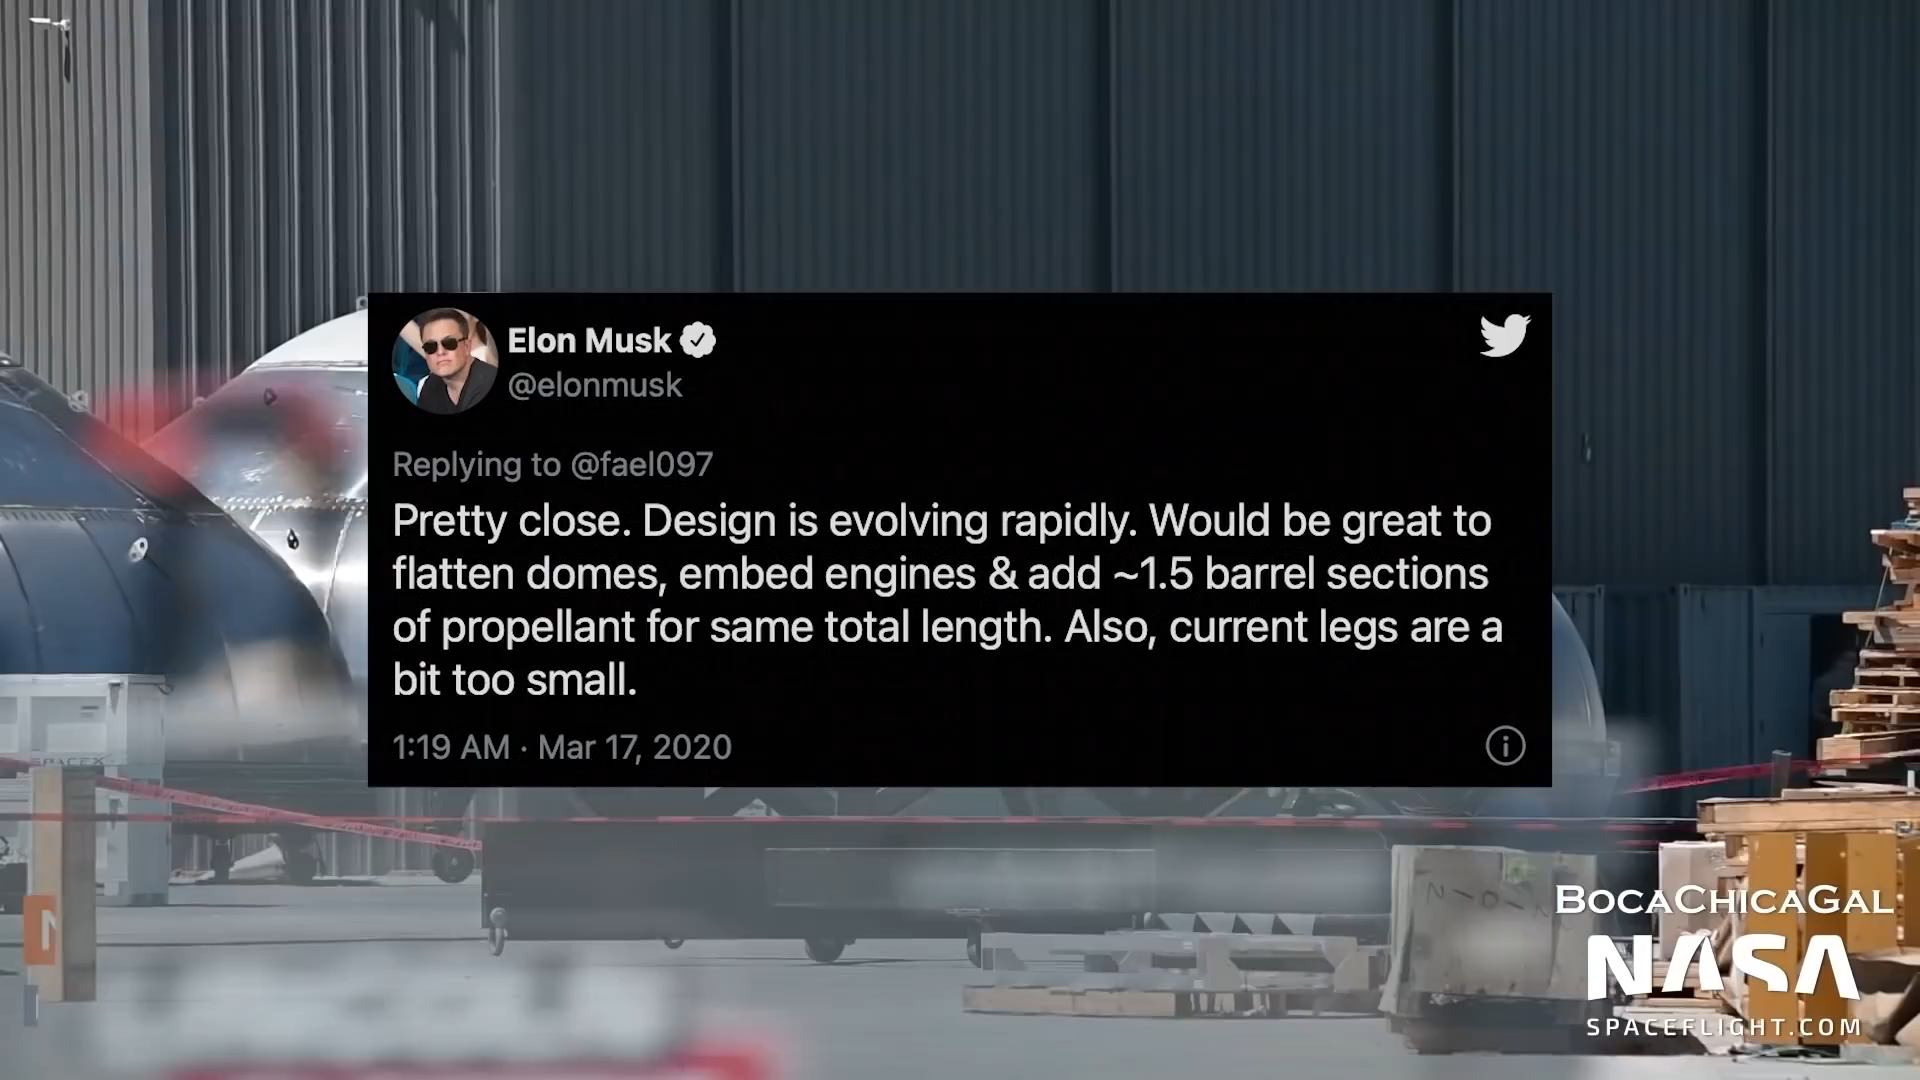 Elon Musk
@elonmusk
Replying to @fael097
Pretty close. Design is evolving rapidly. Would be great to
flatten domes, embed engines & add ~1.5 barrel sections
of propellant for same total length. Also, current legs are a
bit too small.
1:19 AM · Mar 17, 2020
SPACEX
BOCACHICAGAL
NASA
SPACEFLIGHT.COM